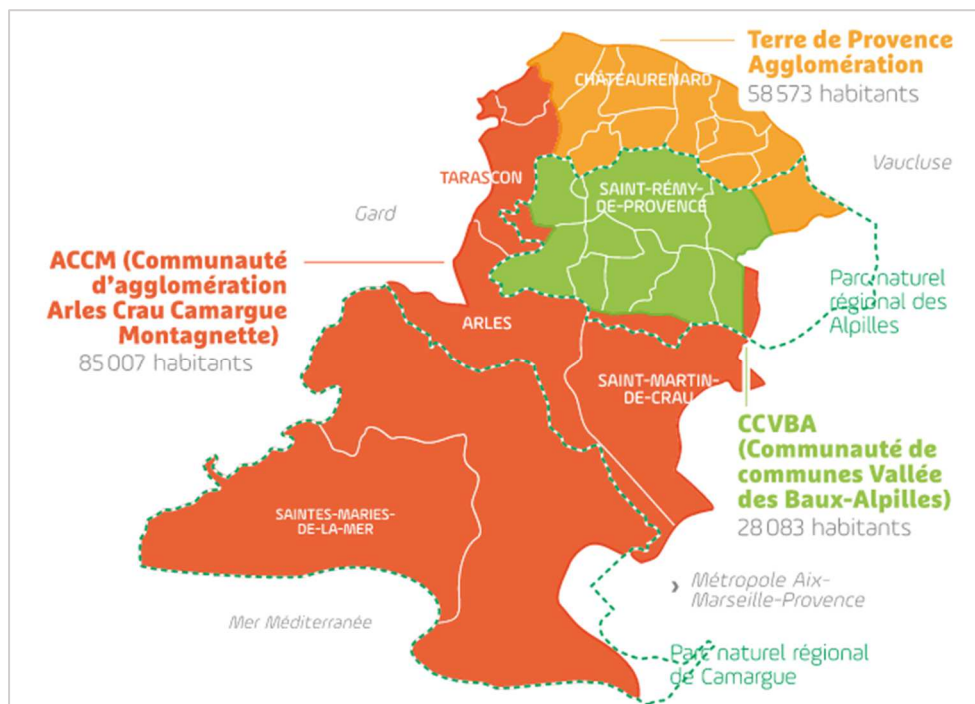 Terre de Provence
Agglomération
58 573 habitants
CHÂTEAURENARD
Vaucluse
TARASCON
SAINT-RÉMY-
DE-PROVENCE
Gard
ACCM (Communauté
d'agglomération
Arles Crau Camargue
Montagnette)
85 007 habitants
Parc naturel
régional des
Alpilles
ARLES
SAINT-MARTIN-
DE-CRAU
CCVBA
(Communauté de
communes Vallée
des Baux-Alpilles)
28 083 habitants
SAINTES-MARIES-
DE-LA-MER
› Métropole Aix-
Marseille-Provence
Mer Méditerranée
Parc naturel régional
de Camargue